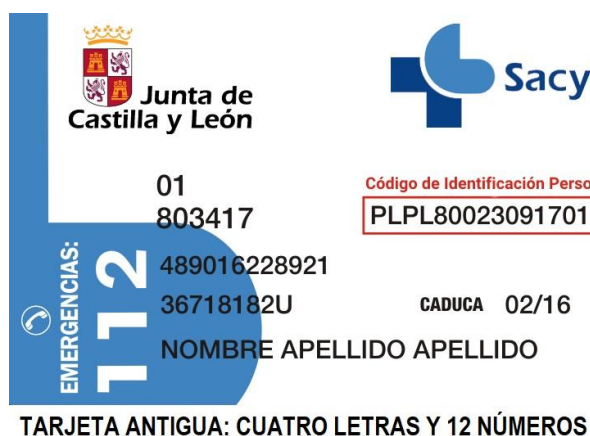 Junta de
Castilla y León
Sacy
01
803417
Código de Identificación Perso
PLPL80023091701
489016228921
36718182U
CADUCA 02/16
NOMBRE APELLIDO APELLIDO
EMERGENCIAS:
112
TARJETA ANTIGUA: CUATRO LETRAS Y 12 NÚMEROS